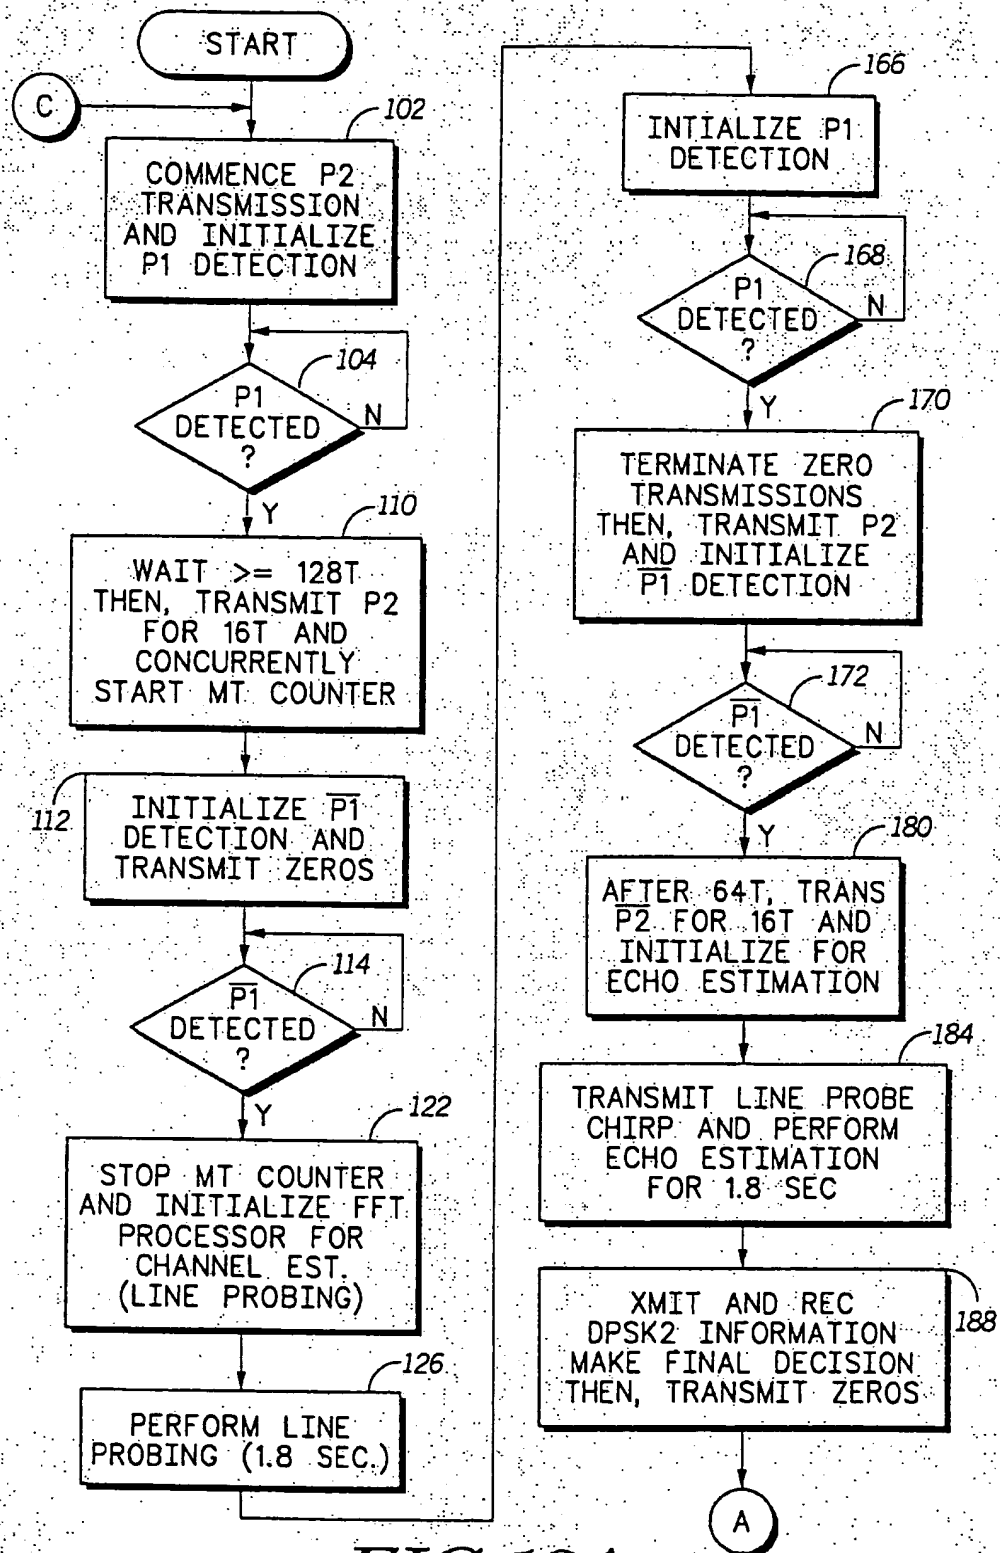 START
C
102
COMMENCE P2
TRANSMISSION
AND INITIALIZE
P1 DETECTION
104
P1
DETECTED
?
N
Y
110
WAIT >= 128T
THEN, TRANSMIT P2
FOR 16T AND
CONCURRENTLY
START MT COUNTER
112
INITIALIZE P̅1̅
DETECTION AND
TRANSMIT ZEROS
114
P̅1̅
DETECTED
?
N
Y
122
STOP MT COUNTER
AND INITIALIZE FFT
PROCESSOR FOR
CHANNEL EST.
(LINE PROBING)
126
PERFORM LINE
PROBING (1.8 SEC.)
166
INTIALIZE P1
DETECTION
168
P1
DETECTED
?
N
Y
170
TERMINATE ZERO
TRANSMISSIONS
THEN, TRANSMIT P2
AND INITIALIZE
P̅1̅ DETECTION
172
P̅1̅
DETECTED
?
N
Y
180
AFTER 64T, TRANS
P̅2̅ FOR 16T AND
INITIALIZE FOR
ECHO ESTIMATION
184
TRANSMIT LINE PROBE
CHIRP AND PERFORM
ECHO ESTIMATION
FOR 1.8 SEC
188
XMIT AND REC
DPSK2 INFORMATION
MAKE FINAL DECISION
THEN, TRANSMIT ZEROS
A